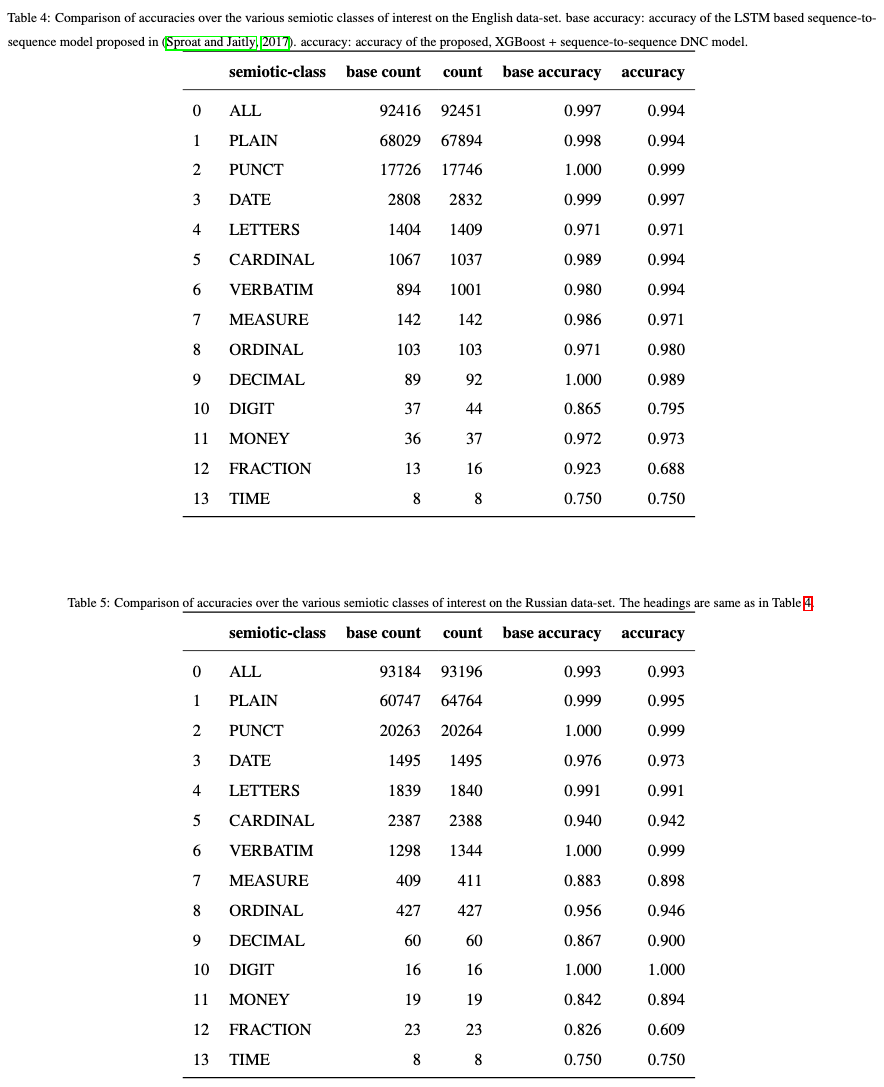 Table 4: Comparison of accuracies over the various semiotic classes of interest on the English data-set. base accuracy: accuracy of the LSTM based sequence-to-
sequence model proposed in (Sproat and Jaitly, 2017). accuracy: accuracy of the proposed, XGBoost + sequence-to-sequence DNC model.
semiotic-class base count count base accuracy accuracy
0 ALL 92416 92451 0.997 0.994
1 PLAIN 68029 67894 0.998 0.994
2 PUNCT 17726 17746 1.000 0.999
3 DATE 2808 2832 0.999 0.997
4 LETTERS 1404 1409 0.971 0.971
5 CARDINAL 1067 1037 0.989 0.994
6 VERBATIM 894 1001 0.980 0.994
7 MEASURE 142 142 0.986 0.971
8 ORDINAL 103 103 0.971 0.980
9 DECIMAL 89 92 1.000 0.989
10 DIGIT 37 44 0.865 0.795
11 MONEY 36 37 0.972 0.973
12 FRACTION 13 16 0.923 0.688
13 TIME 8 8 0.750 0.750
Table 5: Comparison of accuracies over the various semiotic classes of interest on the Russian data-set. The headings are same as in Table 4.
semiotic-class base count count base accuracy accuracy
0 ALL 93184 93196 0.993 0.993
1 PLAIN 60747 64764 0.999 0.995
2 PUNCT 20263 20264 1.000 0.999
3 DATE 1495 1495 0.976 0.973
4 LETTERS 1839 1840 0.991 0.991
5 CARDINAL 2387 2388 0.940 0.942
6 VERBATIM 1298 1344 1.000 0.999
7 MEASURE 409 411 0.883 0.898
8 ORDINAL 427 427 0.956 0.946
9 DECIMAL 60 60 0.867 0.900
10 DIGIT 16 16 1.000 1.000
11 MONEY 19 19 0.842 0.894
12 FRACTION 23 23 0.826 0.609
13 TIME 8 8 0.750 0.750